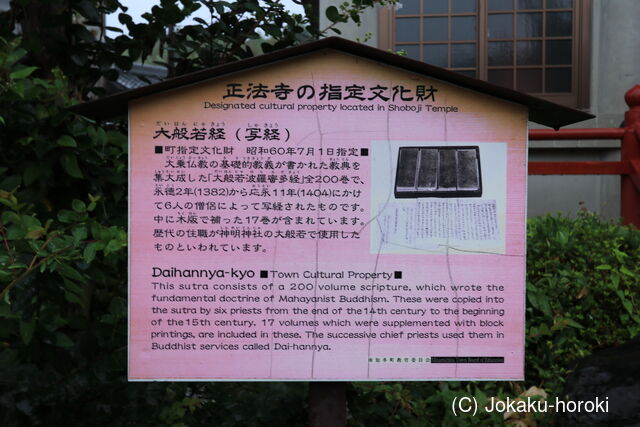 正法寺の指定文化財
Designated cultural property located in Shoboji Temple
大般若経（写経）
■町指定文化財　昭和60年7月1日指定■
大乗仏教の基礎的教義が書かれた教典を
集大成した「大般若波羅密多経」全200巻で、
永徳2年(1382)から応永11年(1404)にかけ
て6人の僧侶によって写経されたものです。
中に木版で補った17巻が含まれています。
歴代の住職が神明神社の大般若で使用した
ものといわれています。
Daihannya-kyo ■Town Cultural Property■
This sutra consists of a 200 volume scripture, which wrote the
fundamental doctrine of Mahayanist Buddhism. These were copied into
the sutra by six priests from the end of the 14th century to the beginning
of the 15th century. 17 volumes which were supplemented with block
printings, are included in these. The successive chief priests used them in
Buddhist services called Dai-hannya.
南知多町教育委員会
(C) Jokaku-horoki